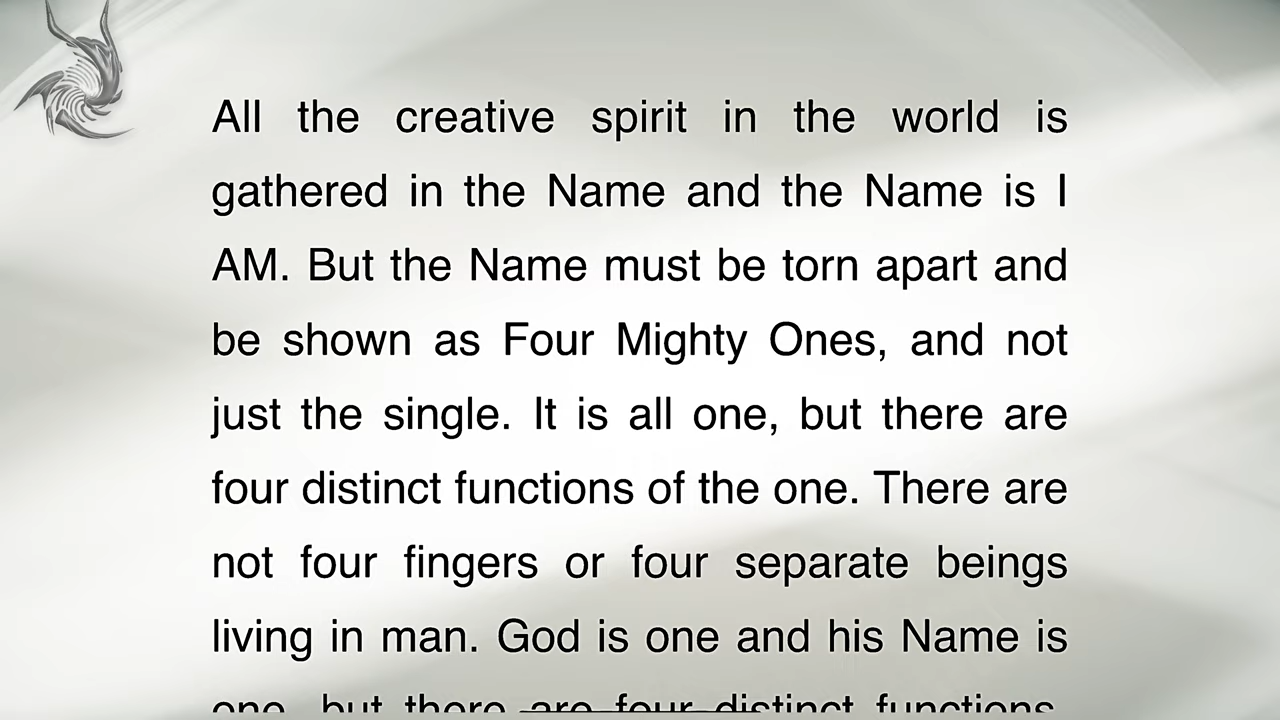 All the creative spirit in the world is
gathered in the Name and the Name is I
AM. But the Name must be torn apart and
be shown as Four Mighty Ones, and not
just the single. It is all one, but there are
four distinct functions of the one. There are
not four fingers or four separate beings
living in man. God is one and his Name is
one, but there are four distinct functions.